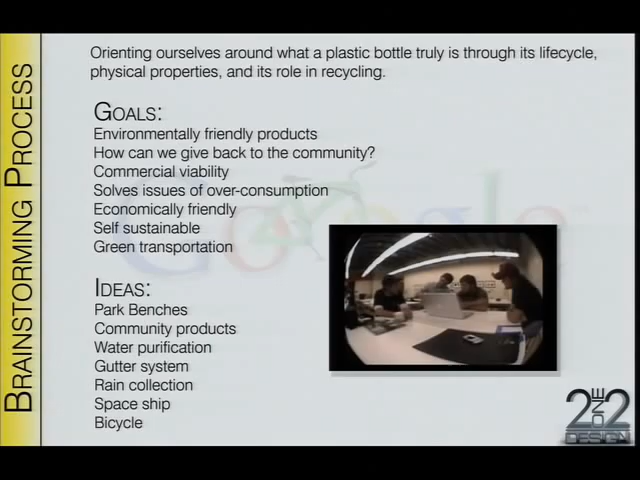 BRAINSTORMING PROCESS
Orienting ourselves around what a plastic bottle truly is through its lifecycle,
physical properties, and its role in recycling.
GOALS:
Environmentally friendly products
How can we give back to the community?
Commercial viability
Solves issues of over-consumption
Economically friendly
Self sustainable
Green transportation
IDEAS:
Park Benches
Community products
Water purification
Gutter system
Rain collection
Space ship
Bicycle
Google
2ONE2
DESIGN